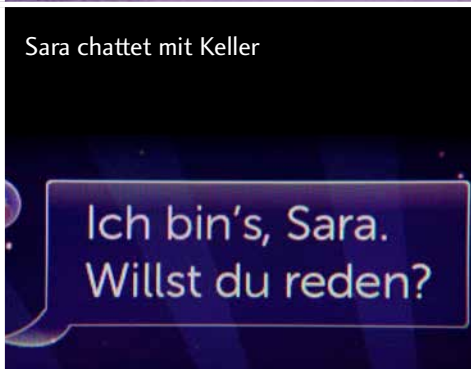 Sara chattet mit Keller
Ich bin's, Sara.
Willst du reden?